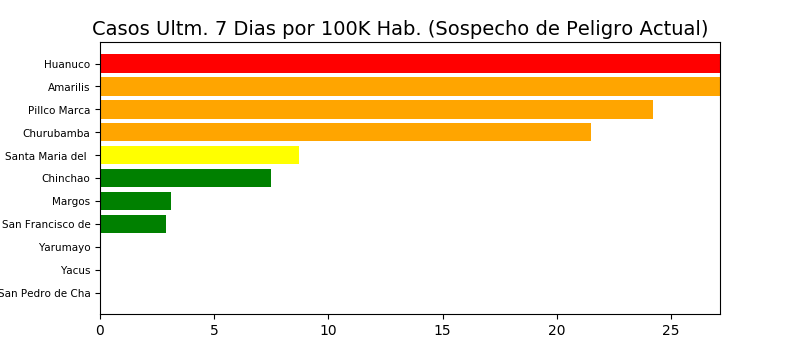 Casos Ultm. 7 Dias por 100K Hab. (Sospecho de Peligro Actual)
Huanuco
Amarilis
Pillco Marca
Churubamba
Santa Maria del
Chinchao
Margos
San Francisco de
Yarumayo
Yacus
San Pedro de Cha
0 5 10 15 20 25